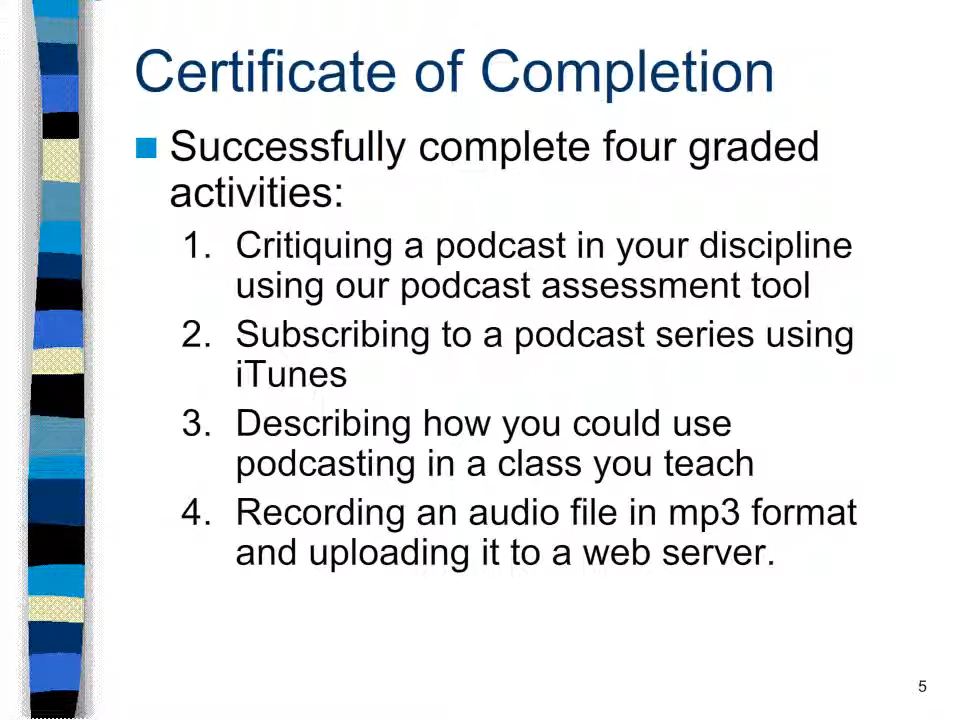 Certificate of Completion
Successfully complete four graded
activities:
1. Critiquing a podcast in your discipline
using our podcast assessment tool
2. Subscribing to a podcast series using
iTunes
3. Describing how you could use
podcasting in a class you teach
4. Recording an audio file in mp3 format
and uploading it to a web server.
5